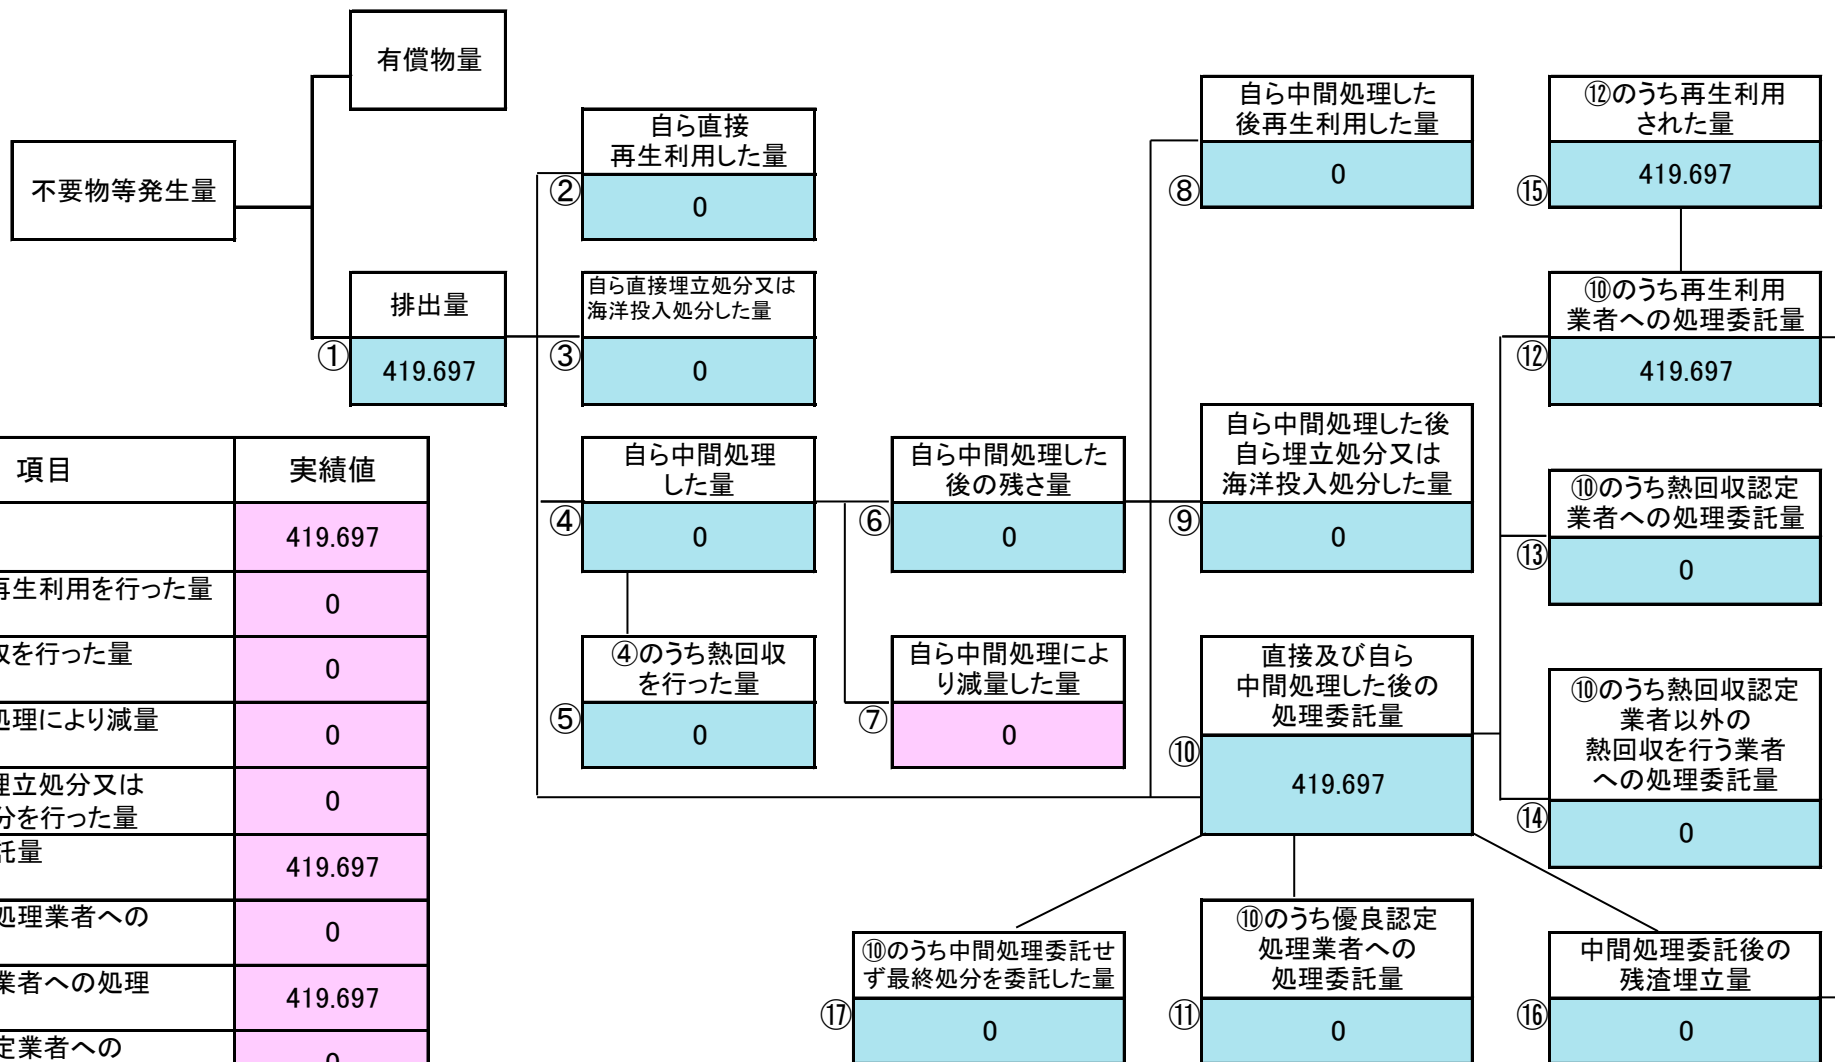 有償物量
不要物等発生量
排出量
①
419.697
自ら直接
再生利用した量
②
0
自ら直接埋立処分又は
海洋投入処分した量
③
0
自ら中間処理
した量
④
0
④のうち熱回収
を行った量
⑤
0
自ら中間処理した
後の残さ量
⑥
0
自ら中間処理によ
り減量した量
⑦
0
自ら中間処理した
後再生利用した量
⑧
0
自ら中間処理した後
自ら埋立処分又は
海洋投入処分した量
⑨
0
直接及び自ら
中間処理した後の
処理委託量
⑩
419.697
⑩のうち優良認定
処理業者への
処理委託量
⑪
0
⑫のうち再生利用
された量
⑮
419.697
⑩のうち再生利用
業者への処理委託量
⑫
419.697
⑩のうち熱回収認定
業者への処理委託量
⑬
0
⑩のうち熱回収認定
業者以外の
熱回収を行う業者
への処理委託量
⑭
0
中間処理委託後の
残渣埋立量
⑯
0
⑩のうち中間処理委託せ
ず最終処分を委託した量
⑰
0
項目 実績値
419.697
再生利用を行った量 0
を行った量 0
処理により減量 0
埋立処分又は
分を行った量 0
託量 419.697
処理業者への 0
業者への処理 419.697
定業者への